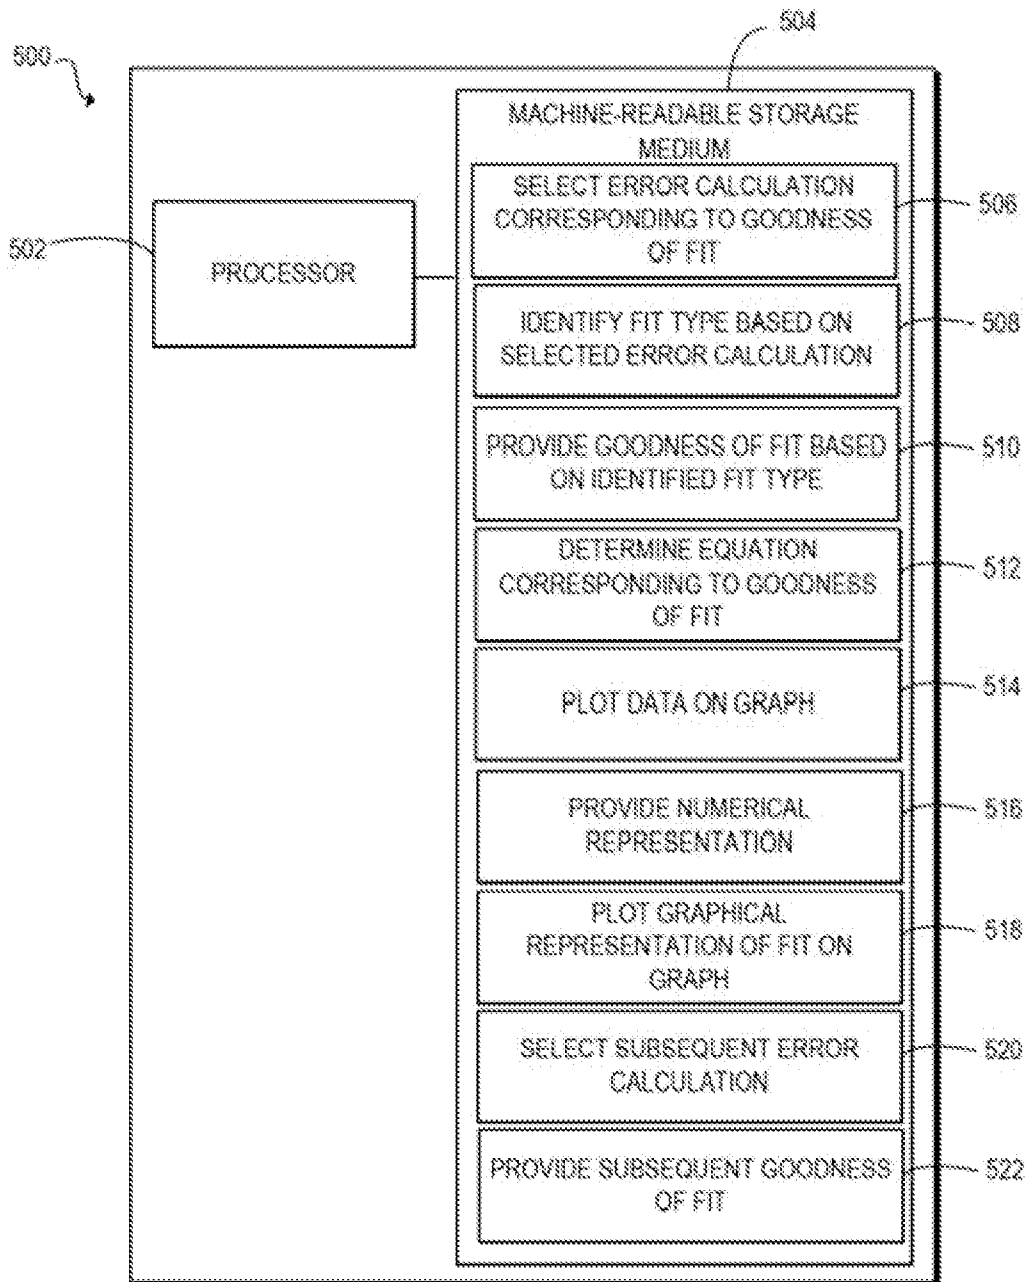 504
500
MACHINE-READABLE STORAGE
MEDIUM
SELECT ERROR CALCULATION
CORRESPONDING TO GOODNESS
OF FIT
506
502
PROCESSOR
IDENTIFY FIT TYPE BASED ON
SELECTED ERROR CALCULATION
508
PROVIDE GOODNESS OF FIT BASED
ON IDENTIFIED FIT TYPE
510
DETERMINE EQUATION
CORRESPONDING TO GOODNESS
OF FIT
512
PLOT DATA ON GRAPH
514
PROVIDE NUMERICAL
REPRESENTATION
516
PLOT GRAPHICAL
REPRESENTATION OF FIT ON
GRAPH
518
SELECT SUBSEQUENT ERROR
CALCULATION
520
PROVIDE SUBSEQUENT GOODNESS
OF FIT
522